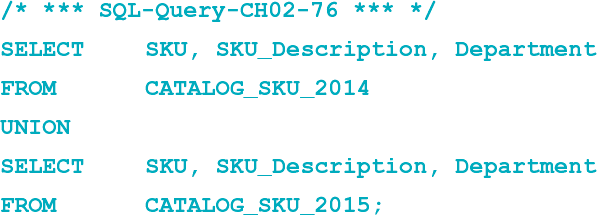 /* *** SQL-Query-CH02-76 *** */
SELECT SKU, SKU_Description, Department
FROM CATALOG_SKU_2014
UNION
SELECT SKU, SKU_Description, Department
FROM CATALOG_SKU_2015;